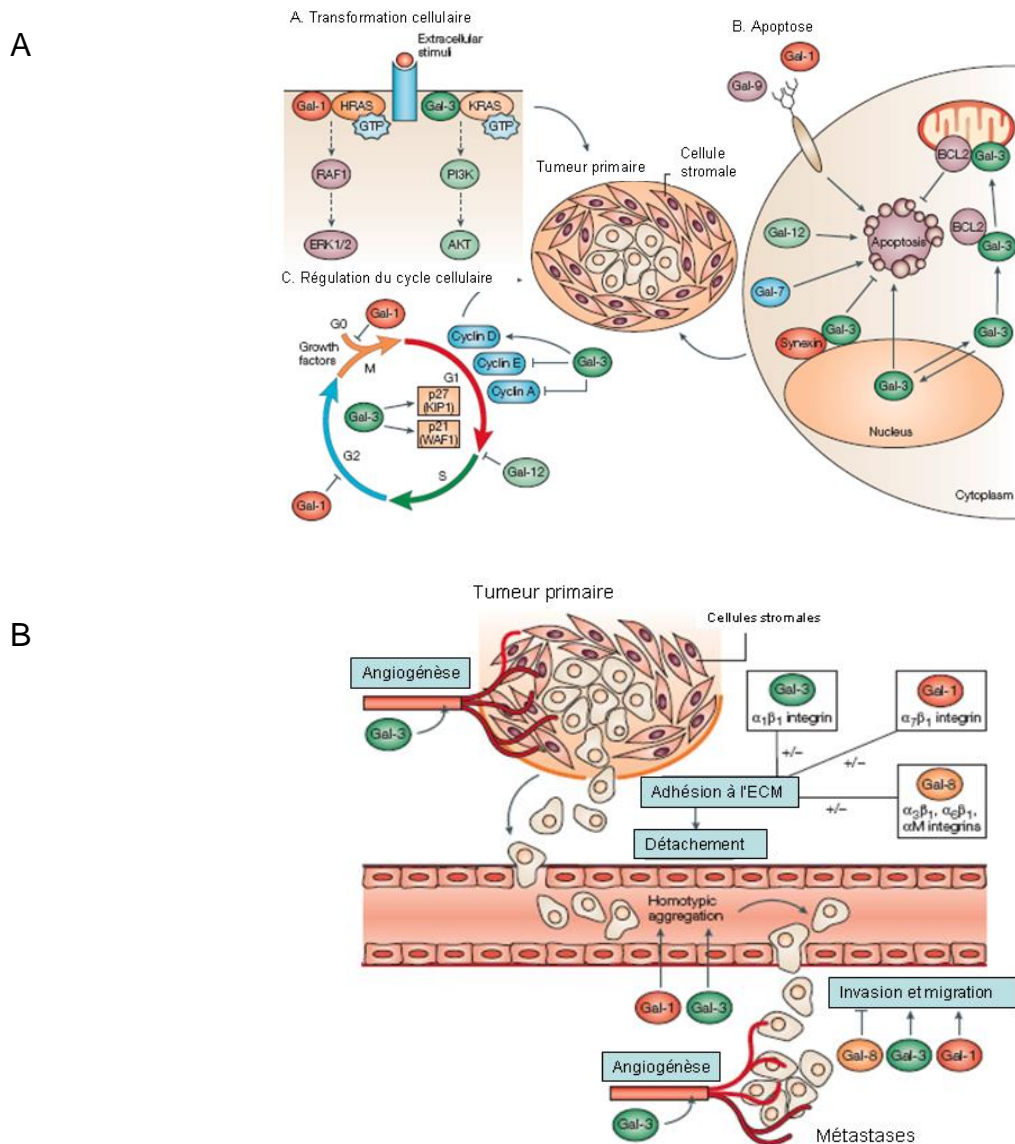 A
A. Transformation cellulaire
Extracellular
stimuli
Gal-1
HRAS
GTP
Gal-3
KRAS
GTP
RAF1
PI3K
ERK1/2
AKT
Tumeur primaire
Cellule
stromale
B. Apoptose
Gal-1
Gal-9
BCL2
Gal-3
Gal-12
Apoptosis
BCL2
Gal-3
Gal-7
Synexin
Gal-3
Gal-3
Gal-3
Nucleus
Cytoplasm
C. Régulation du cycle cellulaire
G0
Gal-1
Growth
factors
M
Cyclin D
Cyclin E
Cyclin A
Gal-3
G1
Gal-3
p27
(KIP1)
p21
(WAF1)
G2
S
Gal-12
Gal-1
B
Tumeur primaire
Cellules stromales
Angiogénèse
Gal-3
Gal-3
α1β1 integrin
Gal-1
α7β1 integrin
+/–
+/–
+/–
Gal-8
α3β1, α6β1,
αM integrins
Adhésion à l'ECM
Détachement
Homotypic
aggregation
Gal-1
Gal-3
Invasion et migration
Gal-8
Gal-3
Gal-1
Angiogénèse
Gal-3
Métastases